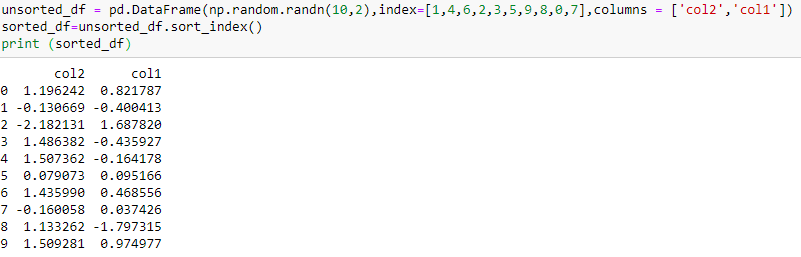 unsorted_df = pd.DataFrame(np.random.randn(10,2),index=[1,4,6,2,3,5,9,8,0,7],columns = ['col2','col1'])
sorted_df=unsorted_df.sort_index()
print (sorted_df)
       col2      col1
0  1.196242  0.821787
1 -0.130669 -0.400413
2 -2.182131  1.687820
3  1.486382 -0.435927
4  1.507362 -0.164178
5  0.079073  0.095166
6  1.435990  0.468556
7 -0.160058  0.037426
8  1.133262 -1.797315
9  1.509281  0.974977